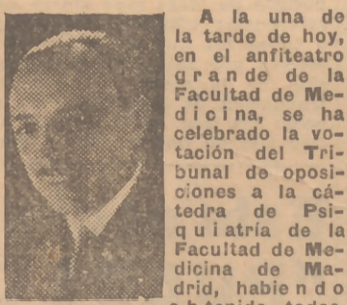 A la una de
la tarde de hoy,
en el anfiteatro
grande de la
Facultad de Me-
dicina, se ha
celebrado la vo-
tación del Tri-
bunal de oposi-
ciones a la cá-
tedra de Psi-
quiatría de la
Facultad de Me-
dicina de Ma-
drid, habiendo